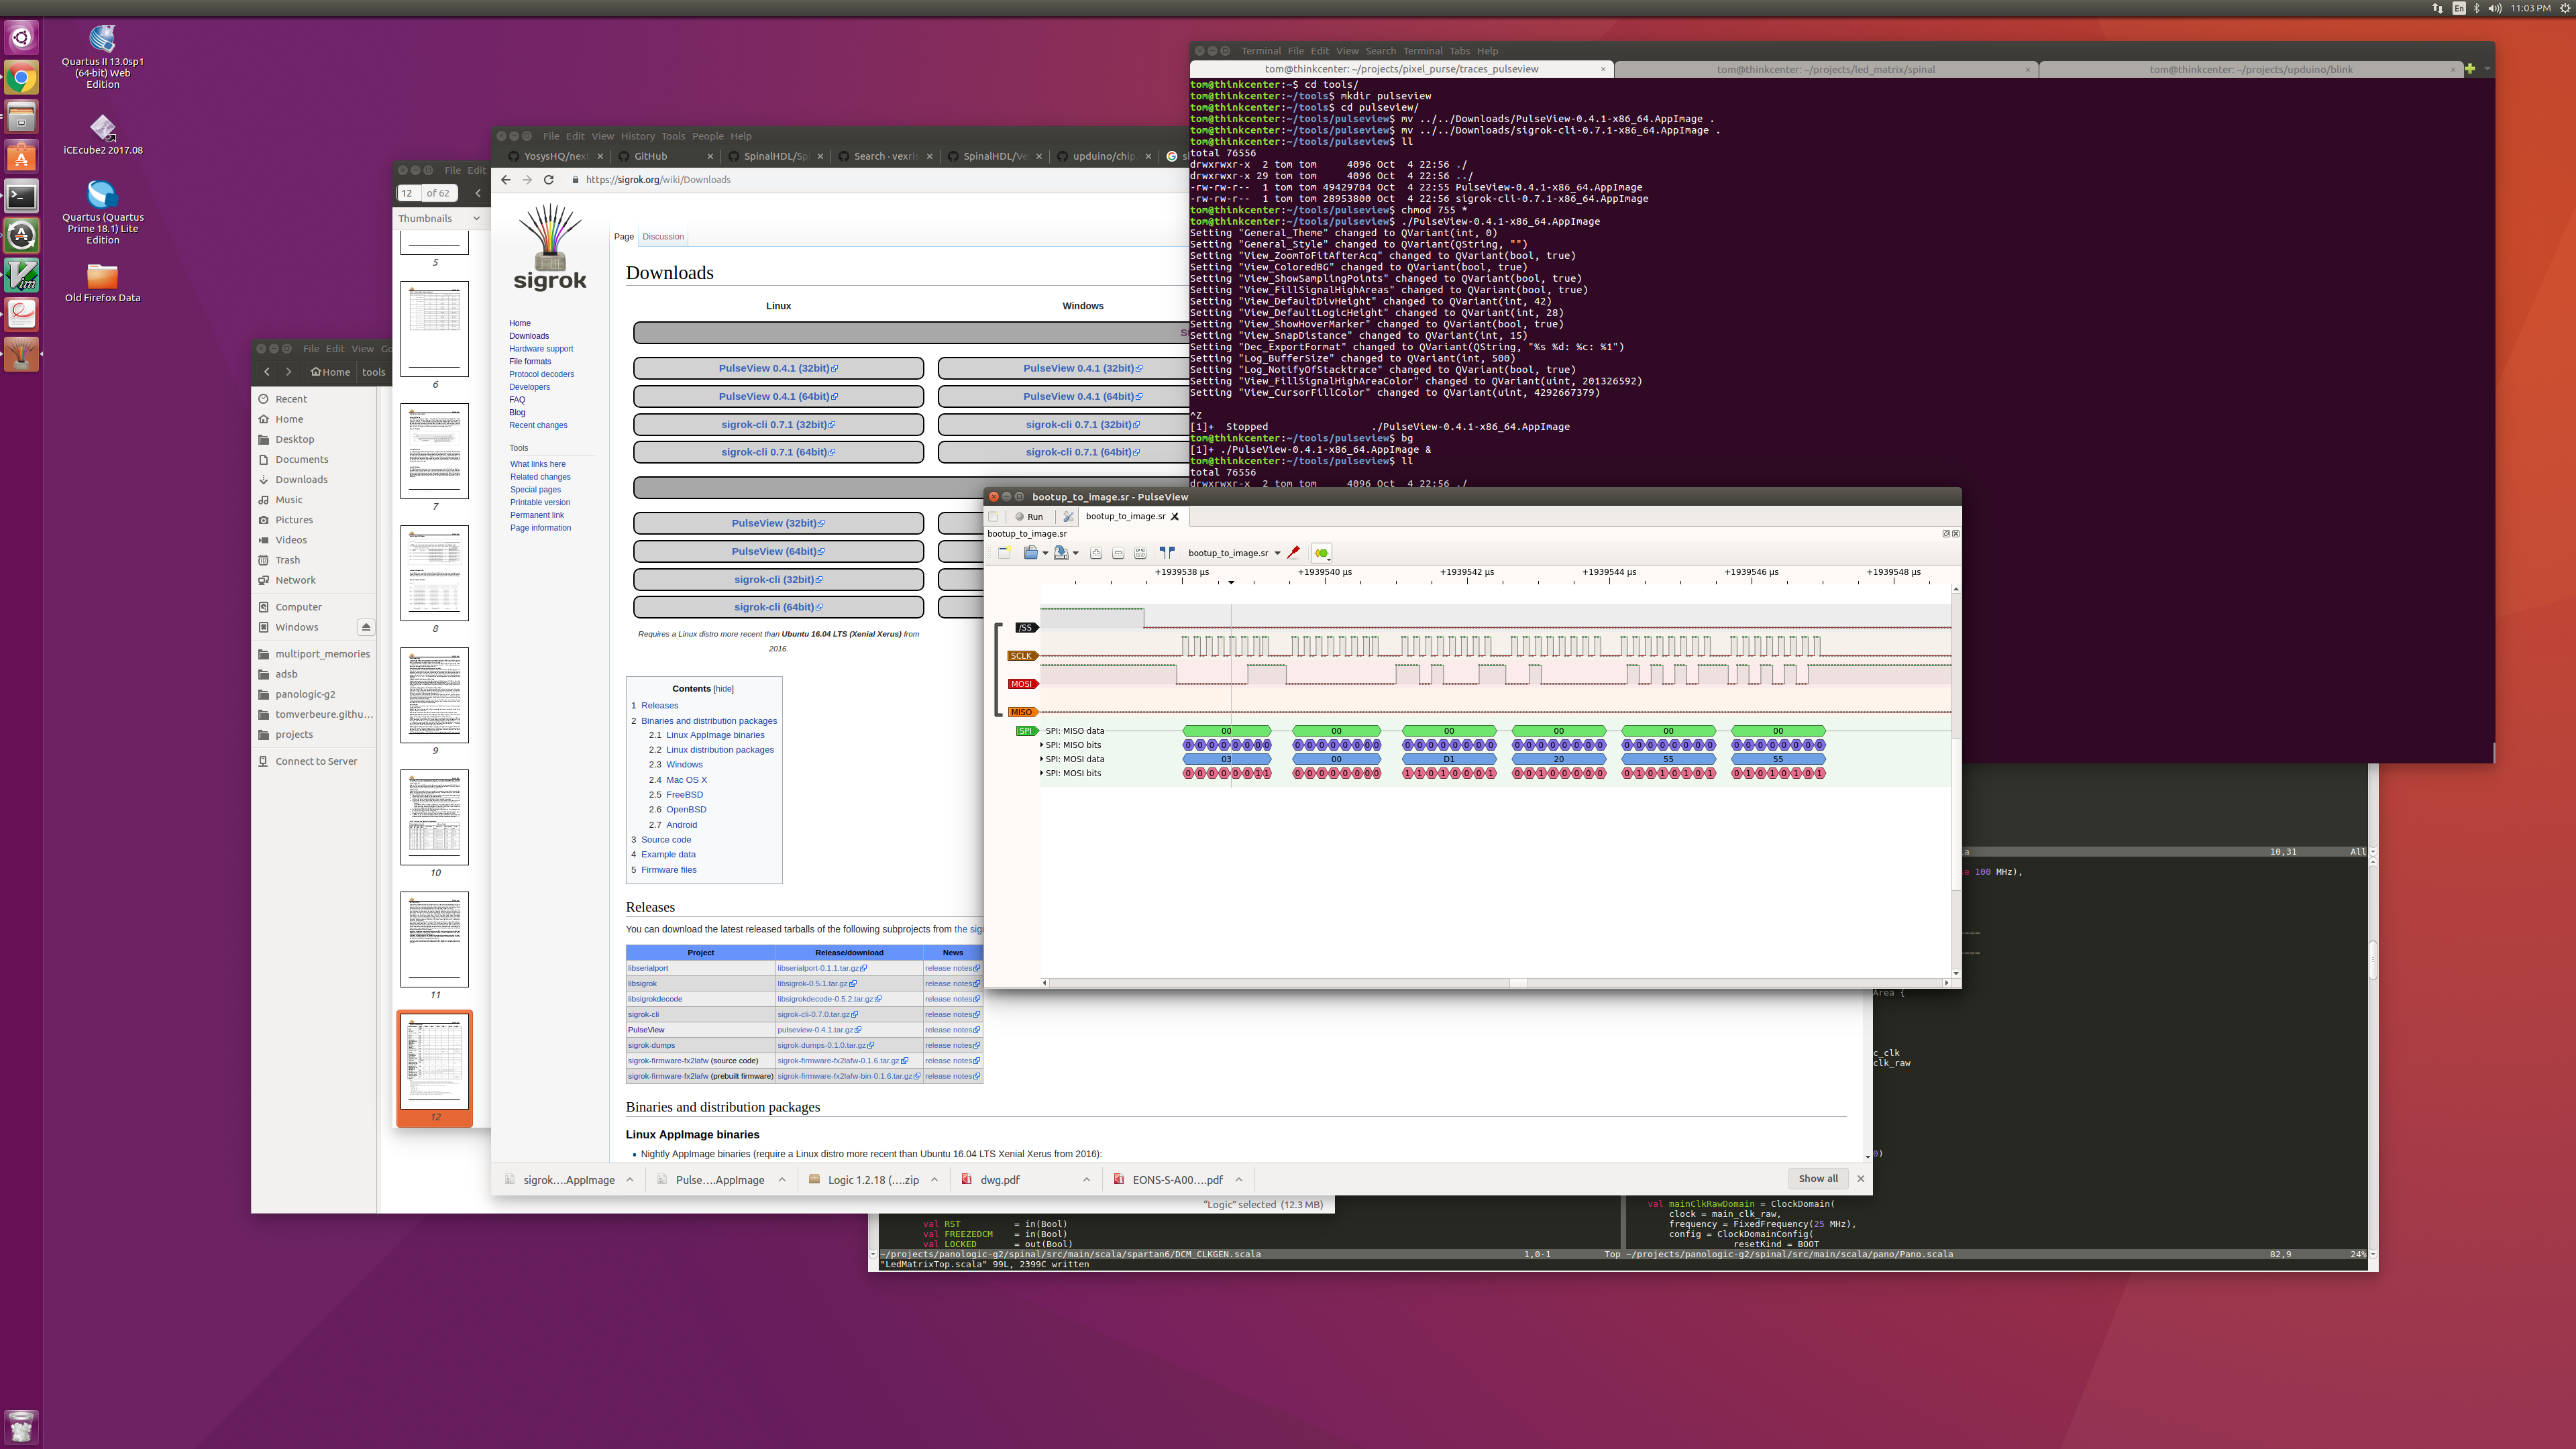 En
11:03 PM
Quartus II 13.0sp1
(64-bit) Web
Edition
iCEcube2 2017.08
Quartus (Quartus
Prime 18.1) Lite
Edition
Old Firefox Data
File Edit View
Home tools
Recent
Home
Desktop
Documents
Downloads
Music
Pictures
Videos
Trash
Network
Computer
Windows
multiport_memories
adsb
panologic-g2
tomverbeure.githu...
projects
Connect to Server
"Logic" selected (12.3 MB)
File Edit
12 of 62
Thumbnails
5
6
7
8
9
10
11
12
File Edit View History Tools People Help
YosysHQ/nex
GitHub
SpinalHDL/Sp
Search · vexris
SpinalHDL/Ve
upduino/chip
https://sigrok.org/wiki/Downloads
sigrok
Home
Downloads
Hardware support
File formats
Protocol decoders
Developers
FAQ
Blog
Recent changes
Tools
What links here
Related changes
Special pages
Printable version
Permanent link
Page information
Page Discussion
Downloads
Linux Windows
PulseView 0.4.1 (32bit) PulseView 0.4.1 (32bit)
PulseView 0.4.1 (64bit) PulseView 0.4.1 (64bit)
sigrok-cli 0.7.1 (32bit) sigrok-cli 0.7.1 (32bit)
sigrok-cli 0.7.1 (64bit) sigrok-cli 0.7.1 (64bit)
PulseView (32bit)
PulseView (64bit)
sigrok-cli (32bit)
sigrok-cli (64bit)
Requires a Linux distro more recent than Ubuntu 16.04 LTS (Xenial Xerus) from
2016.
Contents [hide]
1 Releases
2 Binaries and distribution packages
2.1 Linux AppImage binaries
2.2 Linux distribution packages
2.3 Windows
2.4 Mac OS X
2.5 FreeBSD
2.6 OpenBSD
2.7 Android
3 Source code
4 Example data
5 Firmware files
Releases
You can download the latest released tarballs of the following subprojects from the sig
Project Release/download News
libserialport libserialport-0.1.1.tar.gz release notes
libsigrok libsigrok-0.5.1.tar.gz release notes
libsigrokdecode libsigrokdecode-0.5.2.tar.gz release notes
sigrok-cli sigrok-cli-0.7.0.tar.gz release notes
PulseView pulseview-0.4.1.tar.gz release notes
sigrok-dumps sigrok-dumps-0.1.0.tar.gz release notes
sigrok-firmware-fx2lafw (source code) sigrok-firmware-fx2lafw-0.1.6.tar.gz release notes
sigrok-firmware-fx2lafw (prebuilt firmware) sigrok-firmware-fx2lafw-bin-0.1.6.tar.gz release notes
Binaries and distribution packages
Linux AppImage binaries
Nightly AppImage binaries (require a Linux distro more recent than Ubuntu 16.04 LTS Xenial Xerus from 2016):
sigrok....AppImage
Pulse....AppImage
Logic 1.2.18 (....zip
dwg.pdf
EONS-S-A00....pdf
Show all
Terminal File Edit View Search Terminal Tabs Help
tom@thinkcenter: ~/projects/pixel_purse/traces_pulseview
tom@thinkcenter: ~/projects/led_matrix/spinal
tom@thinkcenter: ~/projects/upduino/blink
tom@thinkcenter:~$ cd tools/
tom@thinkcenter:~/tools$ mkdir pulseview
tom@thinkcenter:~/tools$ cd pulseview/
tom@thinkcenter:~/tools/pulseview$ mv ../../Downloads/PulseView-0.4.1-x86_64.AppImage .
tom@thinkcenter:~/tools/pulseview$ mv ../../Downloads/sigrok-cli-0.7.1-x86_64.AppImage .
tom@thinkcenter:~/tools/pulseview$ ll
total 76556
drwxrwxr-x 2 tom tom 4096 Oct 4 22:56 ./
drwxrwxr-x 29 tom tom 4096 Oct 4 22:56 ../
-rw-rw-r-- 1 tom tom 49429704 Oct 4 22:55 PulseView-0.4.1-x86_64.AppImage
-rw-rw-r-- 1 tom tom 28953800 Oct 4 22:56 sigrok-cli-0.7.1-x86_64.AppImage
tom@thinkcenter:~/tools/pulseview$ chmod 755 *
tom@thinkcenter:~/tools/pulseview$ ./PulseView-0.4.1-x86_64.AppImage
Setting "General_Theme" changed to QVariant(int, 0)
Setting "General_Style" changed to QVariant(QString, "")
Setting "View_ZoomToFitAfterAcq" changed to QVariant(bool, true)
Setting "View_ColoredBG" changed to QVariant(bool, true)
Setting "View_ShowSamplingPoints" changed to QVariant(bool, true)
Setting "View_FillSignalHighAreas" changed to QVariant(bool, true)
Setting "View_DefaultDivHeight" changed to QVariant(int, 42)
Setting "View_DefaultLogicHeight" changed to QVariant(int, 28)
Setting "View_ShowHoverMarker" changed to QVariant(bool, true)
Setting "View_SnapDistance" changed to QVariant(int, 15)
Setting "Dec_ExportFormat" changed to QVariant(QString, "%s %d: %c: %1")
Setting "Log_BufferSize" changed to QVariant(int, 500)
Setting "Log_NotifyOfStacktrace" changed to QVariant(bool, true)
Setting "View_FillSignalHighAreaColor" changed to QVariant(uint, 201326592)
Setting "View_CursorFillColor" changed to QVariant(uint, 4292667379)
^Z
[1]+ Stopped ./PulseView-0.4.1-x86_64.AppImage
tom@thinkcenter:~/tools/pulseview$ bg
[1]+ ./PulseView-0.4.1-x86_64.AppImage &
tom@thinkcenter:~/tools/pulseview$ ll
total 76556
drwxrwxr-x 2 tom tom 4096 Oct 4 22:56 ./
bootup_to_image.sr - PulseView
Run
bootup_to_image.sr
bootup_to_image.sr
bootup_to_image.sr
+1939538 µs +1939540 µs +1939542 µs +1939544 µs +1939546 µs +1939548 µs
/SS
SCLK
MOSI
MISO
SPI
SPI: MISO data 00 00 00 00 00 00
SPI: MISO bits 0 0 0 0 0 0 0 0 0 0 0 0 0 0 0 0 0 0 0 0 0 0 0 0 0 0 0 0 0 0 0 0 0 0 0 0 0 0 0 0 0 0 0 0 0 0 0 0
SPI: MOSI data 03 00 D1 20 55 55
SPI: MOSI bits 0 0 0 0 0 0 1 1 0 0 0 0 0 0 0 0 1 1 0 1 0 0 0 1 0 0 1 0 0 0 0 0 0 1 0 1 0 1 0 1 0 1 0 1 0 1 0 1
10,31 All
100 MHz),
Area {
c_clk
clk_raw
0)
val RST = in(Bool)
val FREEZEDCM = in(Bool)
val LOCKED = out(Bool)
~/projects/panologic-g2/spinal/src/main/scala/spartan6/DCM_CLKGEN.scala 1,0-1 Top
"LedMatrixTop.scala" 99L, 2399C written
val mainClkRawDomain = ClockDomain(
clock = main_clk_raw,
frequency = FixedFrequency(25 MHz),
config = ClockDomainConfig(
resetKind = BOOT
~/projects/panologic-g2/spinal/src/main/scala/pano/Pano.scala 82,9 24%